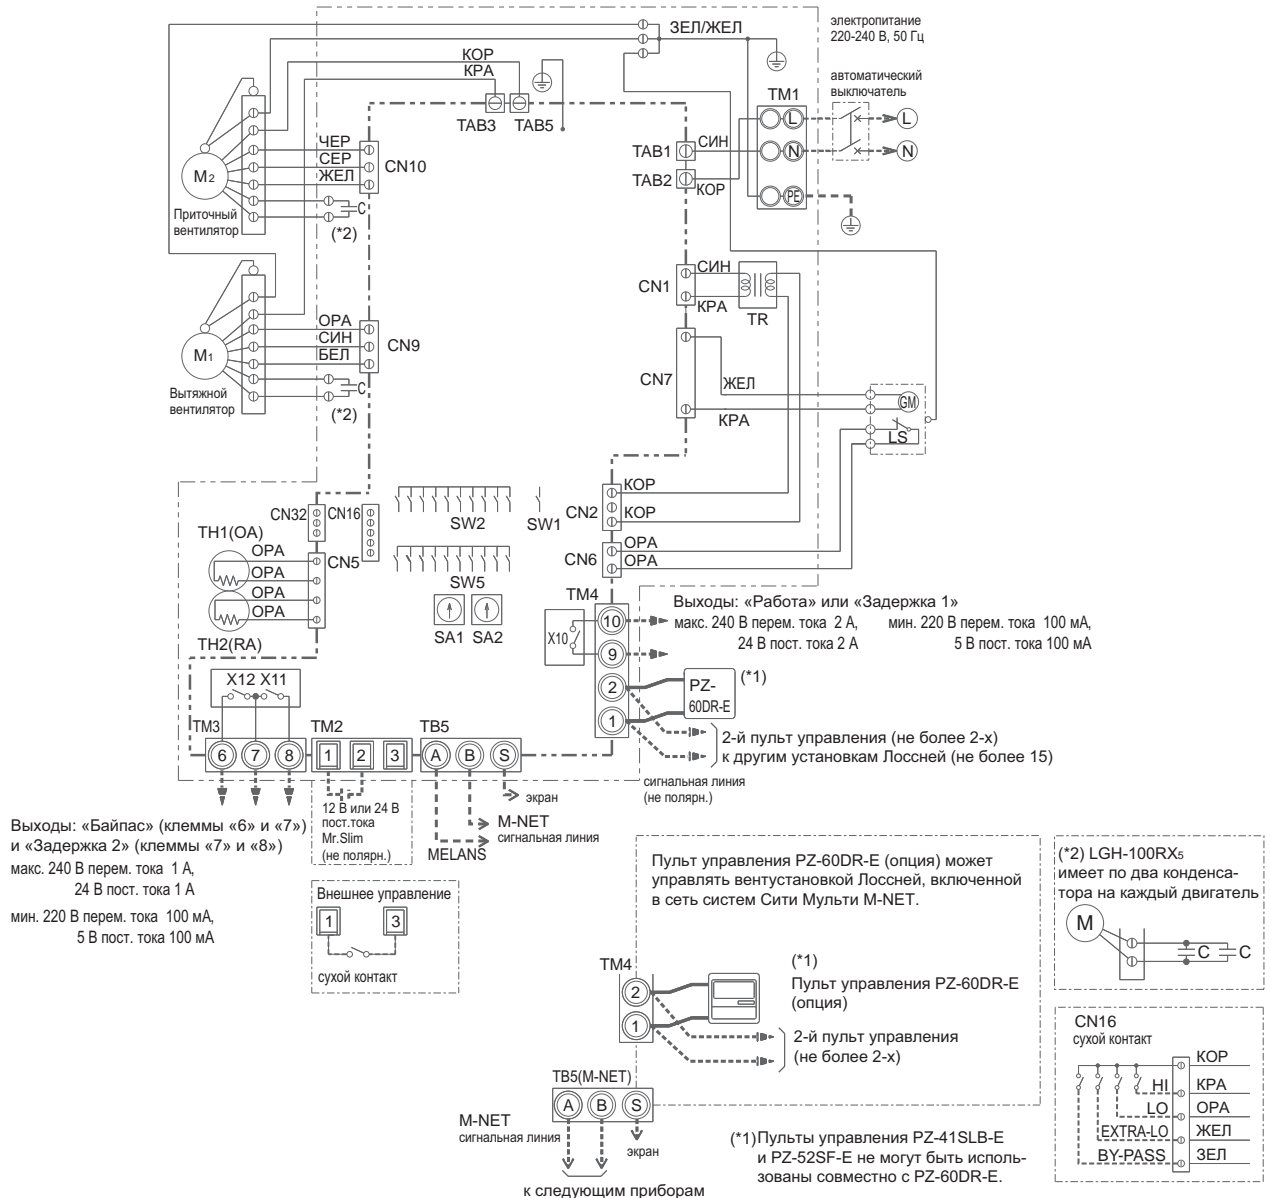 ЗЕЛ/ЖЕЛ
электропитание
220-240 В, 50 Гц
КОР
КРА
автоматический
выключатель
TM1
TAB3
TAB5
L
L
ЧЕР
СЕР
ЖЕЛ
CN10
TAB1
СИН
N
N
TAB2
КОР
M2
PE
C
Приточный
вентилятор
(*2)
СИН
CN1
КРА
TR
ОРА
СИН
БЕЛ
CN9
M1
CN7
ЖЕЛ
C
GM
Вытяжной
вентилятор
(*2)
КРА
LS
КОР
CN32
CN16
SW2
SW1
CN2
КОР
TH1(OA)
ОРА
ОРА
CN5
CN6
ОРА
ОРА
ОРА
ОРА
SW5
TM4
TH2(RA)
SA1
SA2
X10
10
9
2
1
Выходы: «Работа» или «Задержка 1»
макс. 240 В перем. тока 2 А,
мин. 220 В перем. тока 100 мА,
24 В пост. тока 2 А
5 В пост. тока 100 мА
X12 X11
PZ-
60DR-E
(*1)
TM3
TM2
TB5
6
7
8
1
2
3
A
B
S
2-й пульт управления (не более 2-х)
к другим установкам Лоссней (не более 15)
сигнальная линия
(не полярн.)
экран
12 В или 24 В
пост.тока
Mr.Slim
(не полярн.)
M-NET
сигнальная линия
MELANS
Выходы: «Байпас» (клеммы «6» и «7»)
и «Задержка 2» (клеммы «7» и «8»)
макс. 240 В перем. тока 1 А,
24 В пост. тока 1 А
мин. 220 В перем. тока 100 мА,
5 В пост. тока 100 мА
Внешнее управление
1
3
сухой контакт
Пульт управления PZ-60DR-E (опция) может
управлять вентустановкой Лоссней, включенной
в сеть систем Сити Мульти M-NET.
TM4
2
1
(*1)
Пульт управления PZ-60DR-E
(опция)
2-й пульт управления
(не более 2-х)
TB5(M-NET)
A
B
S
M-NET
сигнальная линия
экран
к следующим приборам
(*1)Пульты управления PZ-41SLB-E
и PZ-52SF-E не могут быть исполь-
зованы совместно с PZ-60DR-E.
(*2) LGH-100RX5
имеет по два конденса-
тора на каждый двигатель
M
C
C
CN16
сухой контакт
КОР
HI
КРА
LO
ОРА
EXTRA-LO
ЖЕЛ
BY-PASS
ЗЕЛ